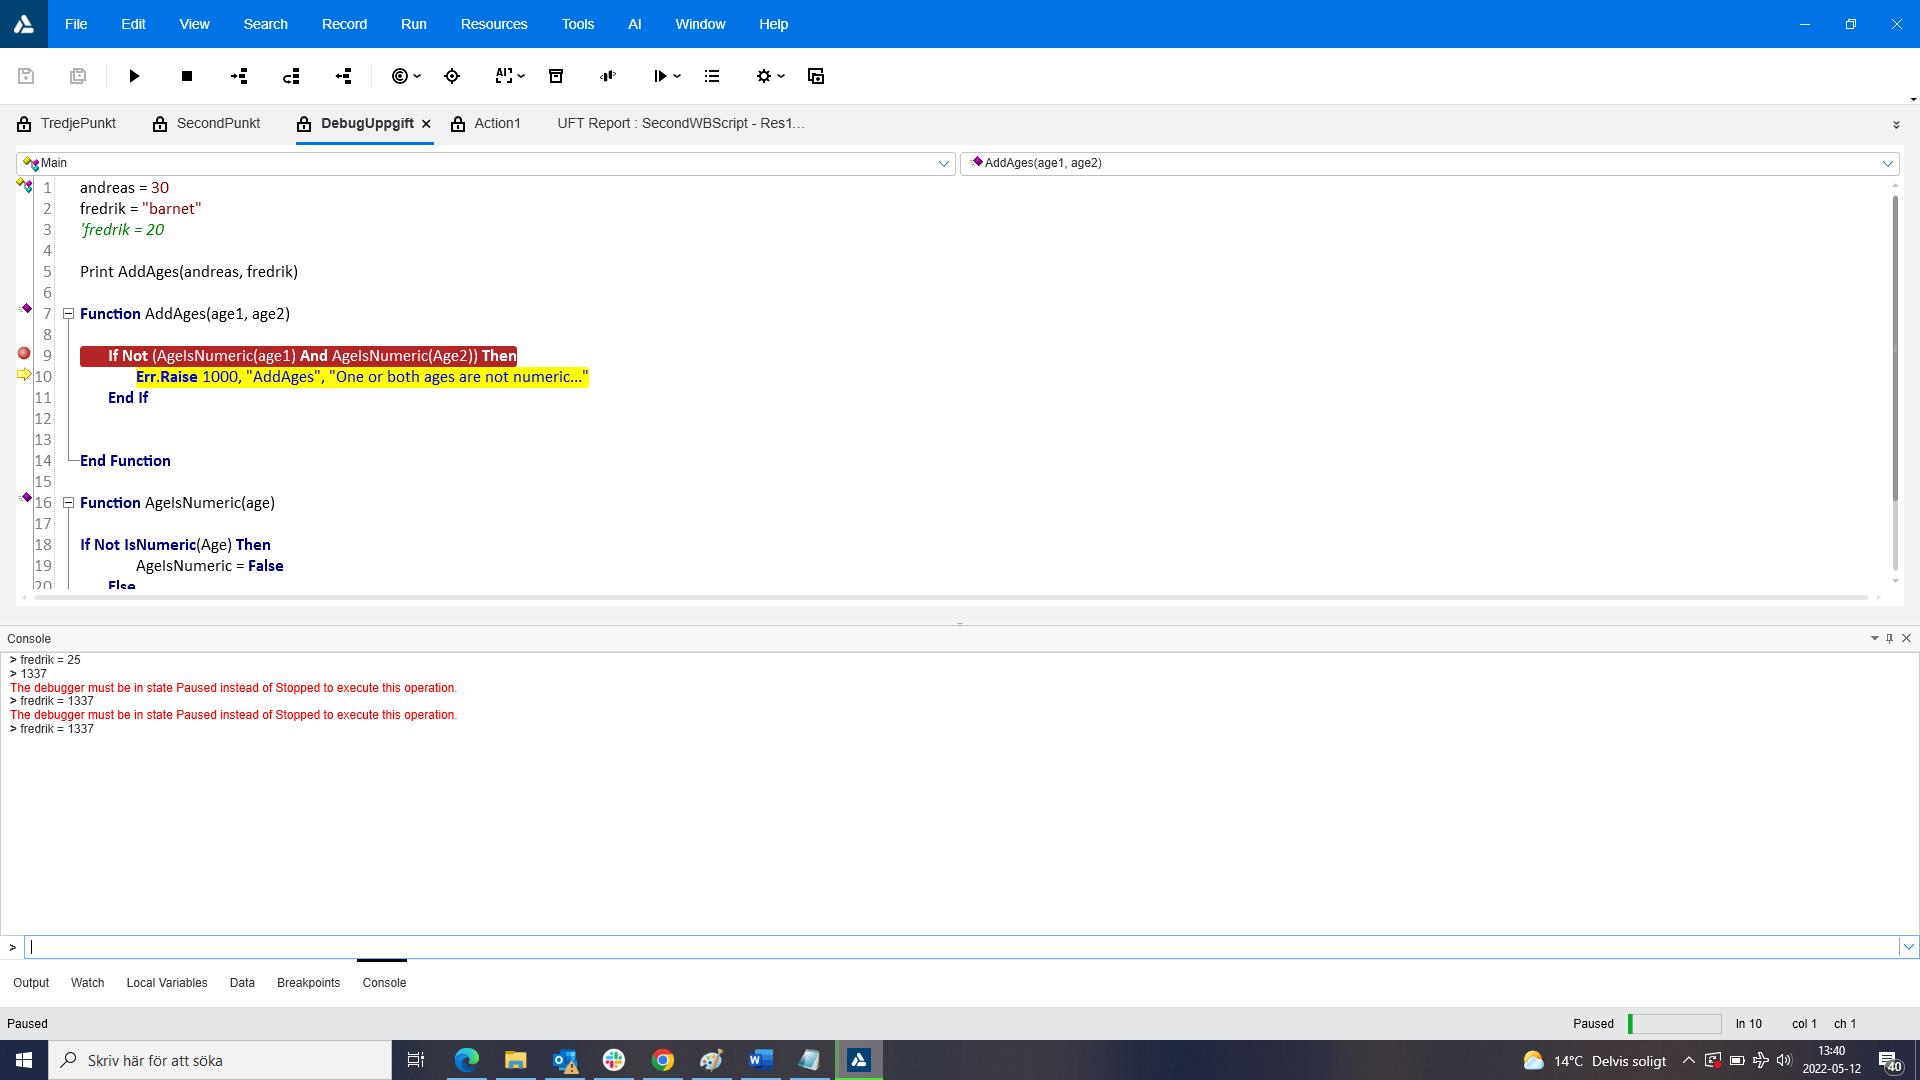 File Edit View Search Record Run Resources Tools AI Window Help
AI
TredjePunkt SecondPunkt DebugUppgift Action1 UFT Report : SecondWBScript - Res1...
Main AddAges(age1, age2)
1 andreas = 30
2 fredrik = "barnet"
3 'fredrik = 20
4
5 Print AddAges(andreas, fredrik)
6
7 Function AddAges(age1, age2)
8
9 If Not (AgeIsNumeric(age1) And AgeIsNumeric(Age2)) Then
10 Err.Raise 1000, "AddAges", "One or both ages are not numeric..."
11 End If
12
13
14 End Function
15
16 Function AgeIsNumeric(age)
17
18 If Not IsNumeric(Age) Then
19 AgeIsNumeric = False
20 Else
Console
> fredrik = 25
> 1337
The debugger must be in state Paused instead of Stopped to execute this operation.
> fredrik = 1337
The debugger must be in state Paused instead of Stopped to execute this operation.
> fredrik = 1337
>
Output Watch Local Variables Data Breakpoints Console
Paused Paused ln 10 col 1 ch 1
Skriv här för att söka 14°C Delvis soligt 13:40
2022-05-12 40